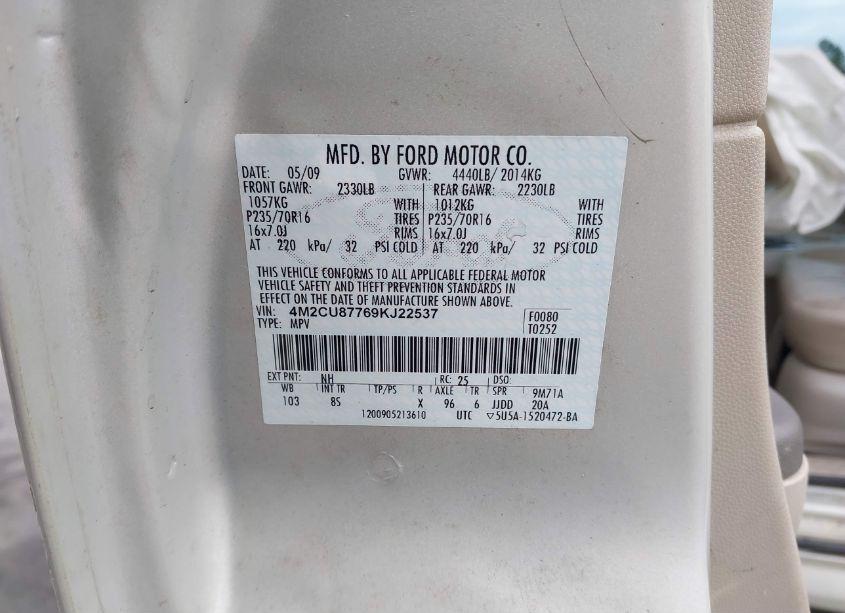 MFD. BY FORD MOTOR CO.
DATE: 05/09 GVWR: 4440LB/ 2014KG
FRONT GAWR: 2330LB REAR GAWR: 2230LB
1057KG WITH 1012KG WITH
P235/70R16 TIRES P235/70R16 TIRES
16x7.0J RIMS 16x7.0J RIMS
AT 220 kPa/ 32 PSI COLD AT 220 kPa/ 32 PSI COLD
THIS VEHICLE CONFORMS TO ALL APPLICABLE FEDERAL MOTOR
VEHICLE SAFETY AND THEFT PREVENTION STANDARDS IN
EFFECT ON THE DATE OF MANUFACTURE SHOWN ABOVE.
VIN: 4M2CU87769KJ22537 F0080
TYPE: MPV T0252
EXT PNT: NH RC: 25 DSO:
WB INT TR TP/PS R AXLE TR SPR 9M71A
103 8S X 96 6 JJDD 20A
1200905213610 UTC ▽5U5A-1520472-BA